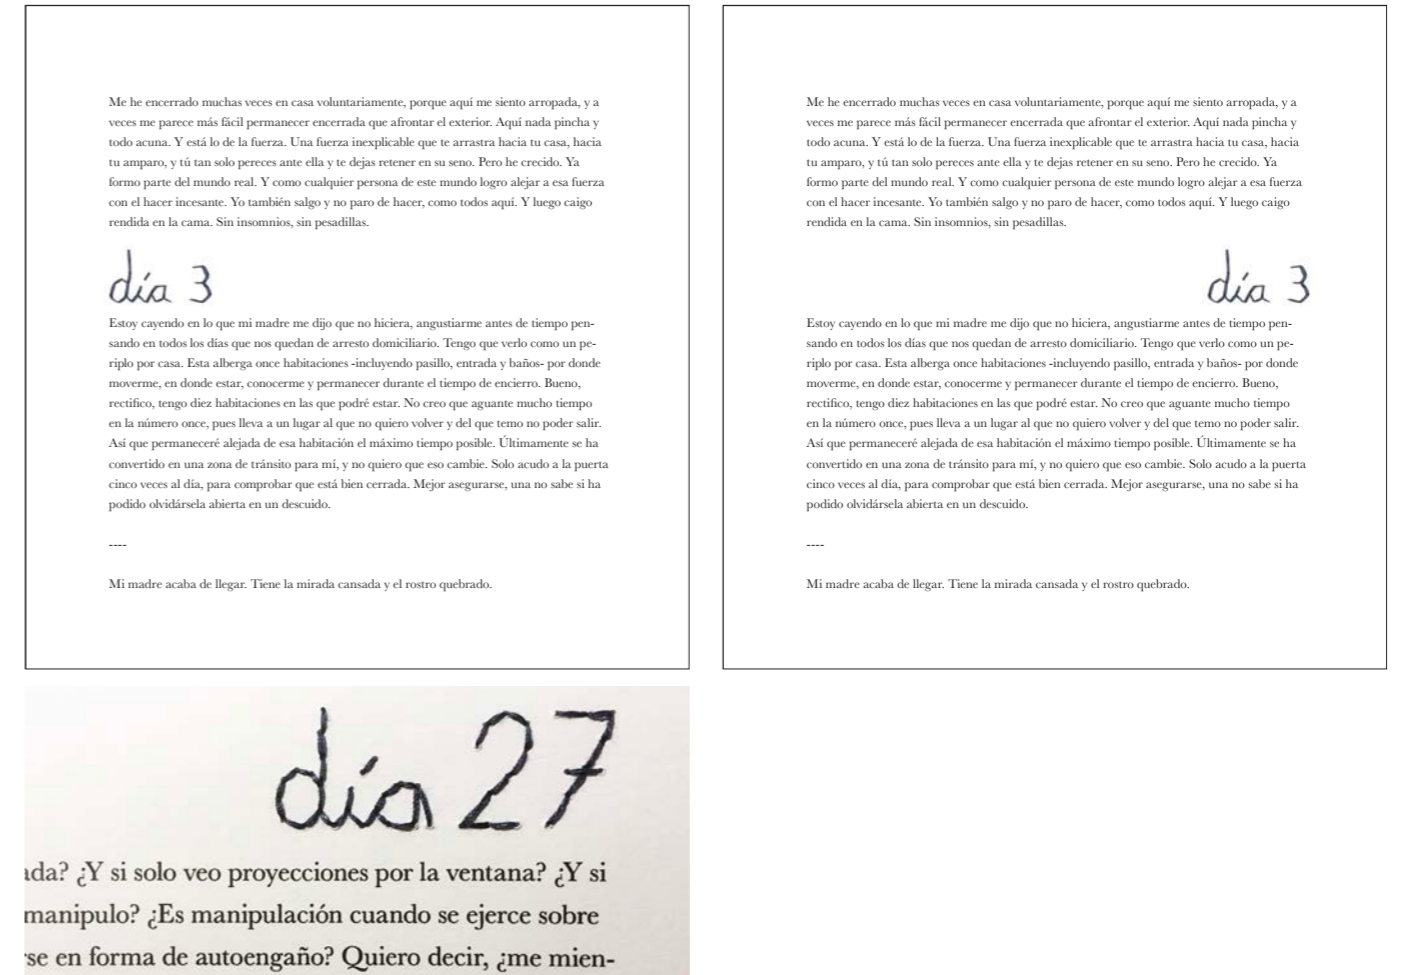 Me he encerrado muchas veces en casa voluntariamente, porque aquí me siento arropada, y a
veces me parece más fácil permanecer encerrada que afrontar el exterior. Aquí nada pincha y
todo acuna. Y está lo de la fuerza. Una fuerza inexplicable que te arrastra hacia tu casa, hacia
tu amparo, y tú tan solo pereces ante ella y te dejas retener en su seno. Pero he crecido. Ya
formo parte del mundo real. Y como cualquier persona de este mundo logro alejar a esa fuerza
con el hacer incesante. Yo también salgo y no paro de hacer, como todos aquí. Y luego caigo
rendida en la cama. Sin insomnios, sin pesadillas.
día 3
Estoy cayendo en lo que mi madre me dijo que no hiciera, angustiarme antes de tiempo pen-
sando en todos los días que nos quedan de arresto domiciliario. Tengo que verlo como un pe-
riplo por casa. Esta alberga once habitaciones -incluyendo pasillo, entrada y baños- por donde
moverme, en donde estar, conocerme y permanecer durante el tiempo de encierro. Bueno,
rectifico, tengo diez habitaciones en las que podré estar. No creo que aguante mucho tiempo
en la número once, pues lleva a un lugar al que no quiero volver y del que temo no poder salir.
Así que permaneceré alejada de esa habitación el máximo tiempo posible. Últimamente se ha
convertido en una zona de tránsito para mí, y no quiero que eso cambie. Solo acudo a la puerta
cinco veces al día, para comprobar que está bien cerrada. Mejor asegurarse, una no sabe si ha
podido olvidársela abierta en un descuido.
----
Mi madre acaba de llegar. Tiene la mirada cansada y el rostro quebrado.
Me he encerrado muchas veces en casa voluntariamente, porque aquí me siento arropada, y a
veces me parece más fácil permanecer encerrada que afrontar el exterior. Aquí nada pincha y
todo acuna. Y está lo de la fuerza. Una fuerza inexplicable que te arrastra hacia tu casa, hacia
tu amparo, y tú tan solo pereces ante ella y te dejas retener en su seno. Pero he crecido. Ya
formo parte del mundo real. Y como cualquier persona de este mundo logro alejar a esa fuerza
con el hacer incesante. Yo también salgo y no paro de hacer, como todos aquí. Y luego caigo
rendida en la cama. Sin insomnios, sin pesadillas.
día 3
Estoy cayendo en lo que mi madre me dijo que no hiciera, angustiarme antes de tiempo pen-
sando en todos los días que nos quedan de arresto domiciliario. Tengo que verlo como un pe-
riplo por casa. Esta alberga once habitaciones -incluyendo pasillo, entrada y baños- por donde
moverme, en donde estar, conocerme y permanecer durante el tiempo de encierro. Bueno,
rectifico, tengo diez habitaciones en las que podré estar. No creo que aguante mucho tiempo
en la número once, pues lleva a un lugar al que no quiero volver y del que temo no poder salir.
Así que permaneceré alejada de esa habitación el máximo tiempo posible. Últimamente se ha
convertido en una zona de tránsito para mí, y no quiero que eso cambie. Solo acudo a la puerta
cinco veces al día, para comprobar que está bien cerrada. Mejor asegurarse, una no sabe si ha
podido olvidársela abierta en un descuido.
----
Mi madre acaba de llegar. Tiene la mirada cansada y el rostro quebrado.
día 27
ada? ¿Y si solo veo proyecciones por la ventana? ¿Y si
manipulo? ¿Es manipulación cuando se ejerce sobre
se en forma de autoengaño? Quiero decir, ¿me mien-